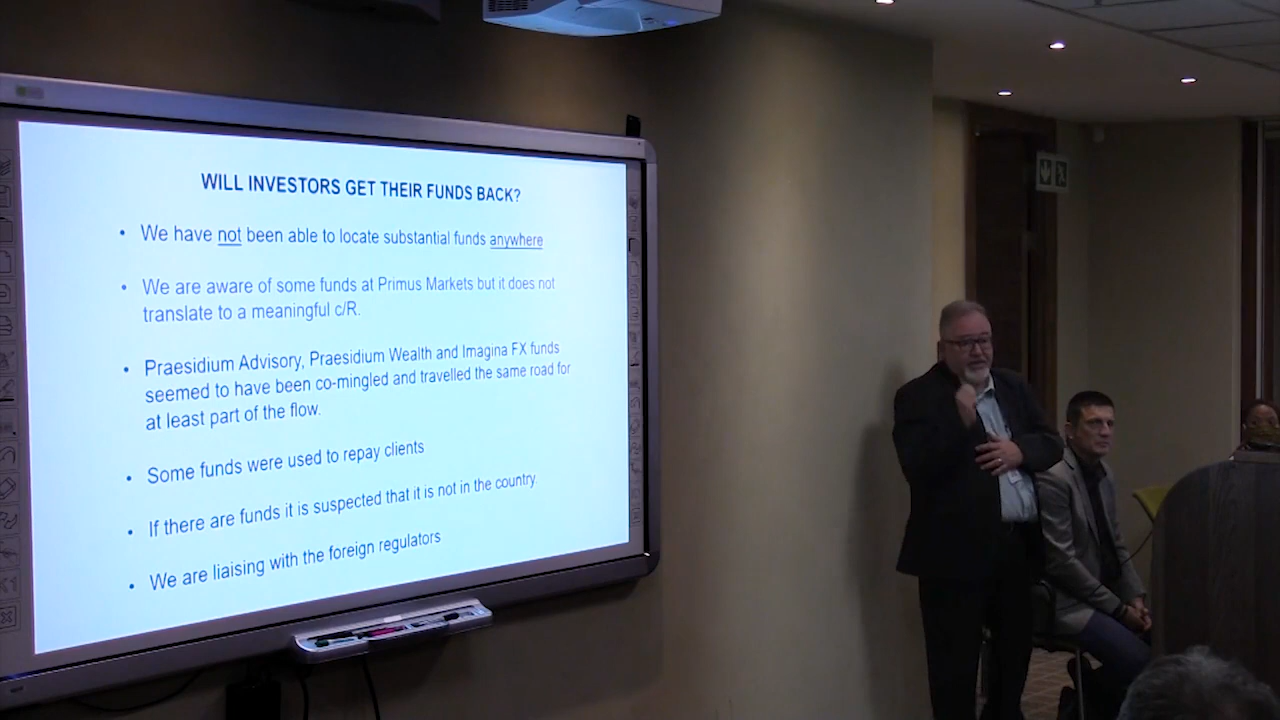 WILL INVESTORS GET THEIR FUNDS BACK?
• We have not been able to locate substantial funds anywhere
• We are aware of some funds at Primus Markets but it does not
translate to a meaningful c/R.
• Praesidium Advisory, Praesidium Wealth and Imagina FX funds
seemed to have been co-mingled and travelled the same road for
at least part of the flow.
• Some funds were used to repay clients
• If there are funds it is suspected that it is not in the country.
• We are liaising with the foreign regulators